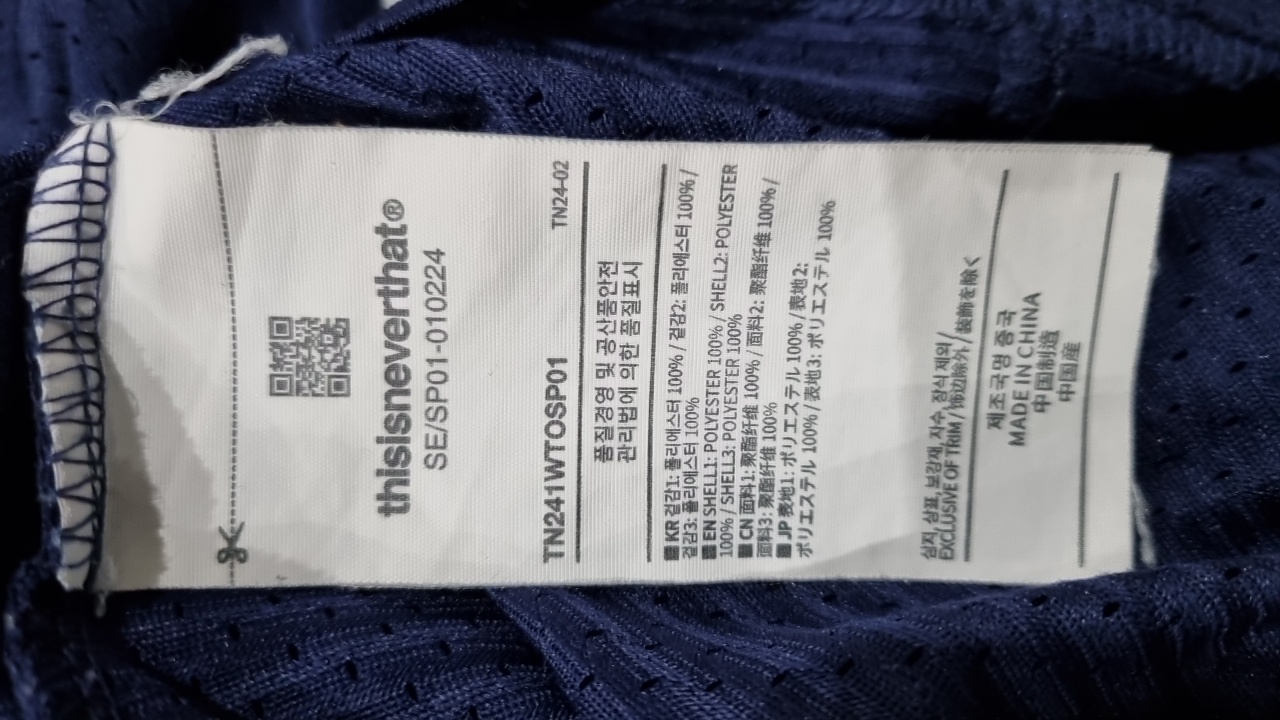 thisisneverthat®
SE/SP01-010224
TN241WTOSP01 TN24-02
품질경영 및 공산품안전
관리법에 의한 품질표시
KR 겉감1: 폴리에스터 100% / 겉감2: 폴리에스터 100% /
겉감3: 폴리에스터 100%
EN SHELL1: POLYESTER 100% / SHELL2: POLYESTER
100% / SHELL3: POLYESTER 100%
CN 面料1: 聚酯纤维 100% / 面料2: 聚酯纤维 100% /
面料3: 聚酯纤维 100%
JP 表地1: ポリエステル 100% / 表地2:
ポリエステル 100% / 表地3: ポリエステル 100%
심지, 상표, 보강재, 자수, 장식 제외 /
EXCLUSIVE OF TRIM / 饰边除外 / 装飾を除く
제조국명 중국
MADE IN CHINA
中国制造
中国産